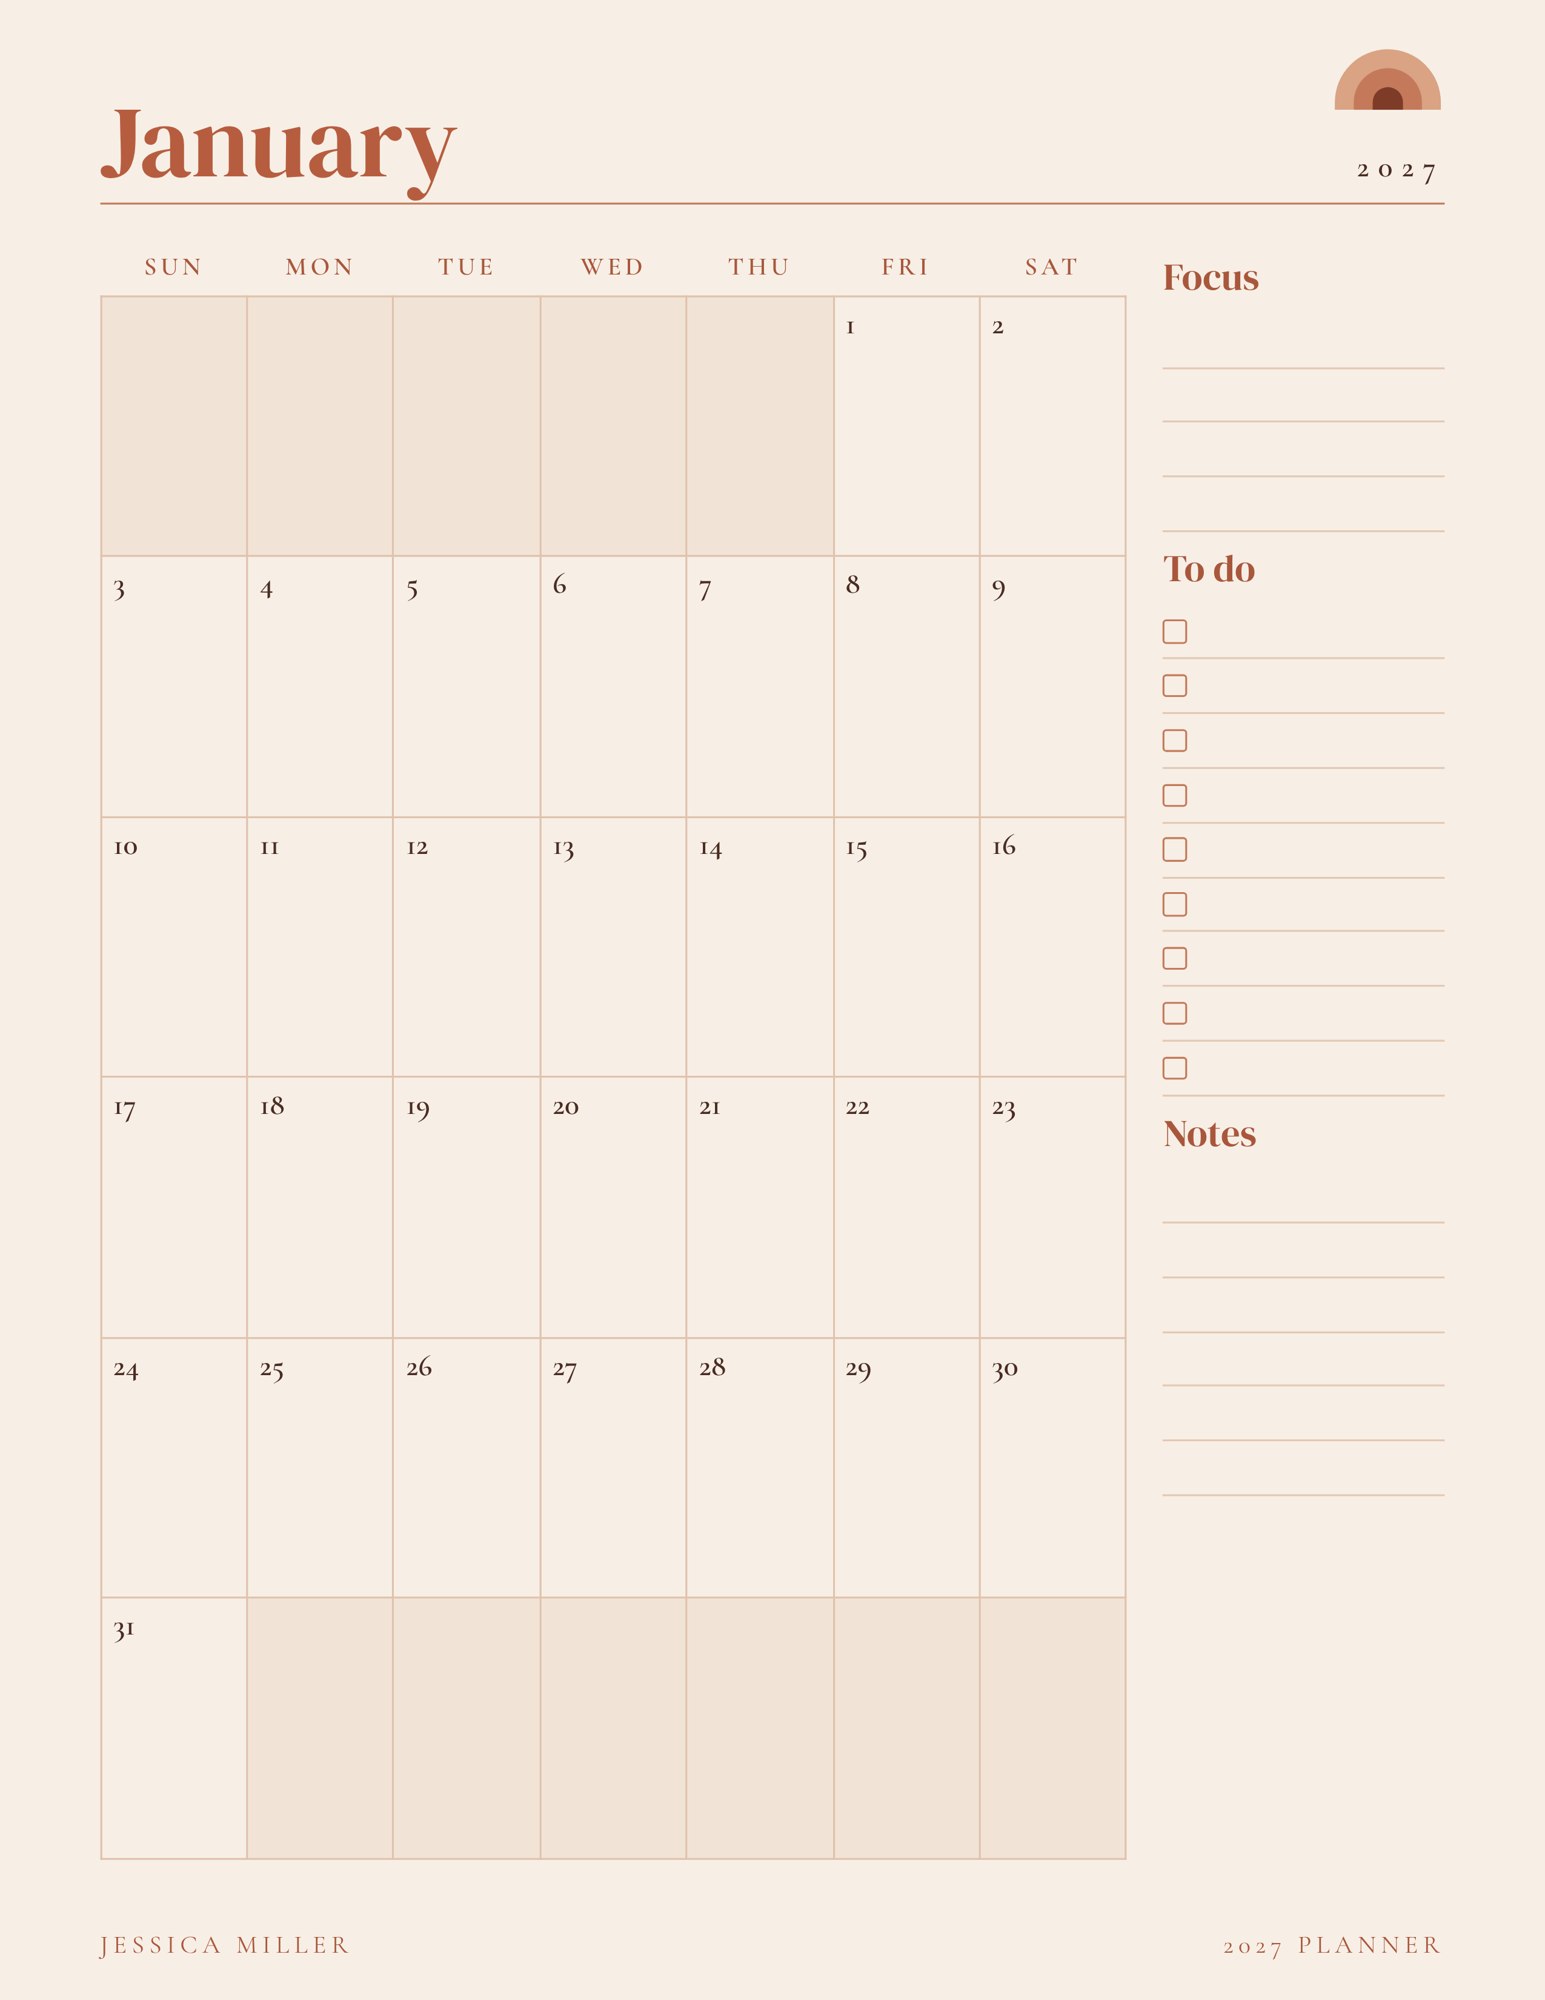 January
2027
SUN MON TUE WED THU FRI SAT
1 2
3 4 5 6 7 8 9
10 11 12 13 14 15 16
17 18 19 20 21 22 23
24 25 26 27 28 29 30
31
Focus
To do
Notes
JESSICA MILLER
2027 PLANNER